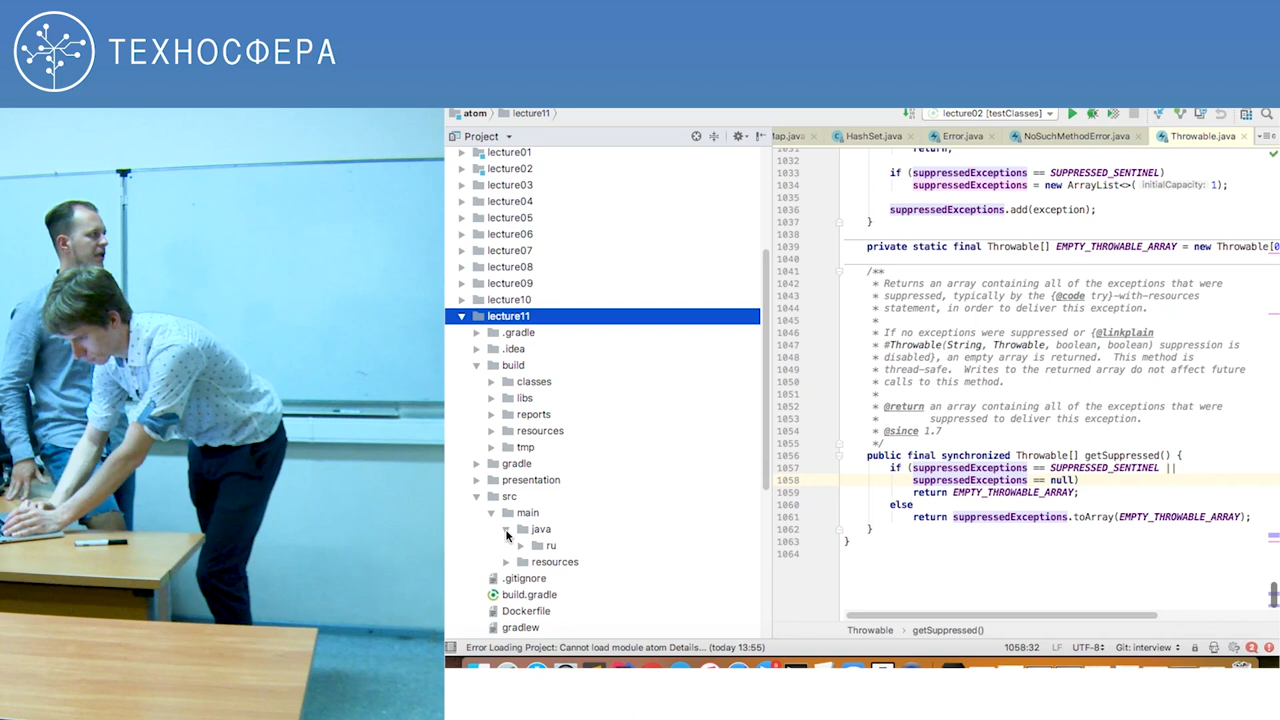 ТЕХНОСФЕРА
atom
lecture11
lecture02 [testClasses]
Project
Map.java
HashSet.java
Error.java
NoSuchMethodError.java
Throwable.java
lecture01
lecture02
lecture03
lecture04
lecture05
lecture06
lecture07
lecture08
lecture09
lecture10
lecture11
.gradle
.idea
build
classes
libs
reports
resources
tmp
gradle
presentation
src
main
java
ru
resources
.gitignore
build.gradle
Dockerfile
gradlew
1031 return;
1032
1033 if (suppressedExceptions == SUPPRESSED_SENTINEL)
1034 suppressedExceptions = new ArrayList<>( initialCapacity: 1);
1035
1036 suppressedExceptions.add(exception);
1037 }
1038
1039 private static final Throwable[] EMPTY_THROWABLE_ARRAY = new Throwable[0
1040
1041 /**
1042 * Returns an array containing all of the exceptions that were
1043 * suppressed, typically by the {@code try}-with-resources
1044 * statement, in order to deliver this exception.
1045 *
1046 * If no exceptions were suppressed or {@linkplain
1047 * #Throwable(String, Throwable, boolean, boolean) suppression is
1048 * disabled}, an empty array is returned. This method is
1049 * thread-safe. Writes to the returned array do not affect future
1050 * calls to this method.
1051 *
1052 * @return an array containing all of the exceptions that were
1053 * suppressed to deliver this exception.
1054 * @since 1.7
1055 */
1056 public final synchronized Throwable[] getSuppressed() {
1057 if (suppressedExceptions == SUPPRESSED_SENTINEL ||
1058 suppressedExceptions == null)
1059 return EMPTY_THROWABLE_ARRAY;
1060 else
1061 return suppressedExceptions.toArray(EMPTY_THROWABLE_ARRAY);
1062 }
1063 }
1064
Throwable › getSuppressed()
Error Loading Project: Cannot load module atom Details... (today 13:55)
1058:32 LF UTF-8 Git: interview